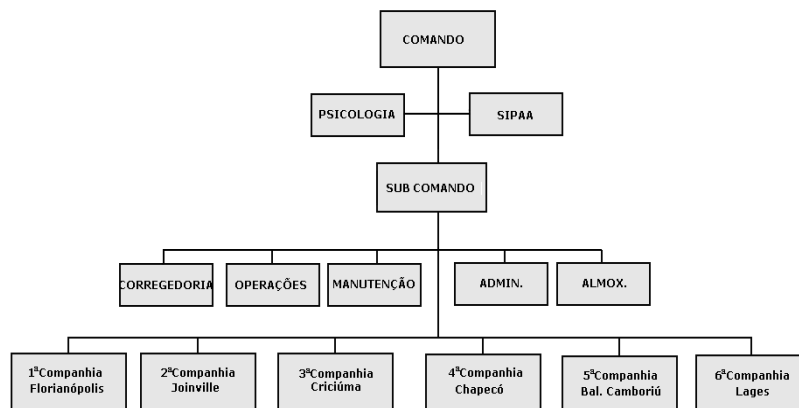 COMANDO
PSICOLOGIA
SIPAA
SUB COMANDO
CORREGEDORIA
OPERAÇÕES
MANUTENÇÃO
ADMIN.
ALMOX.
1ªCompanhia
Florianópolis
2ªCompanhia
Joinville
3ªCompanhia
Criciúma
4ªCompanhia
Chapecó
5ªCompanhia
Bal. Camboriú
6ªCompanhia
Lages